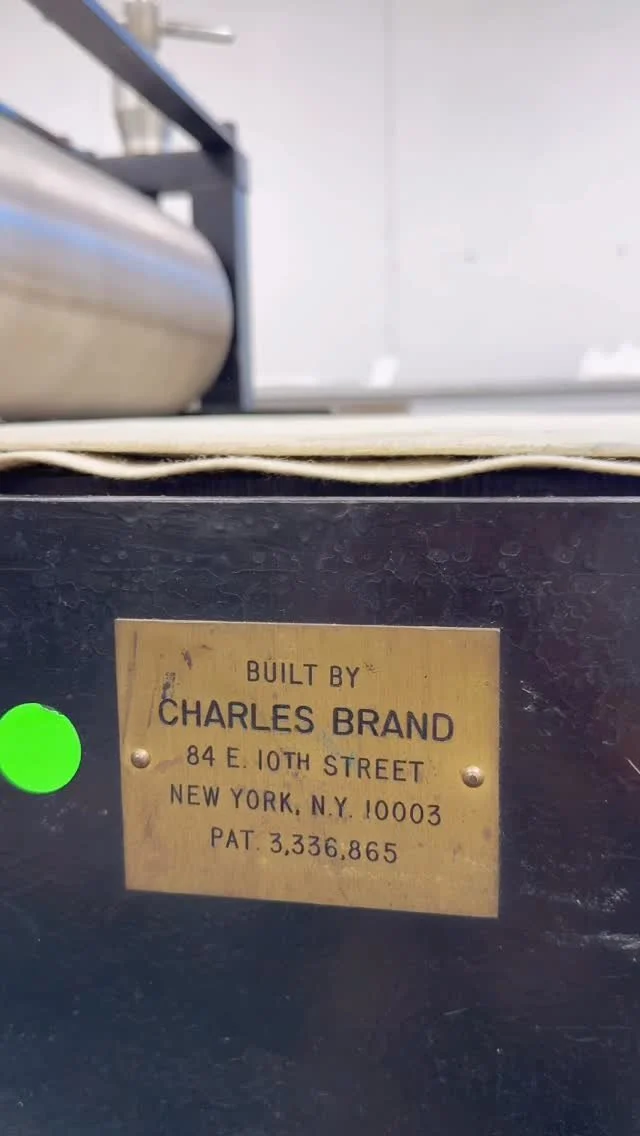 BUILT BY
CHARLES BRAND
84 E. 10TH STREET
NEW YORK, N.Y. 10003
PAT. 3,336,865